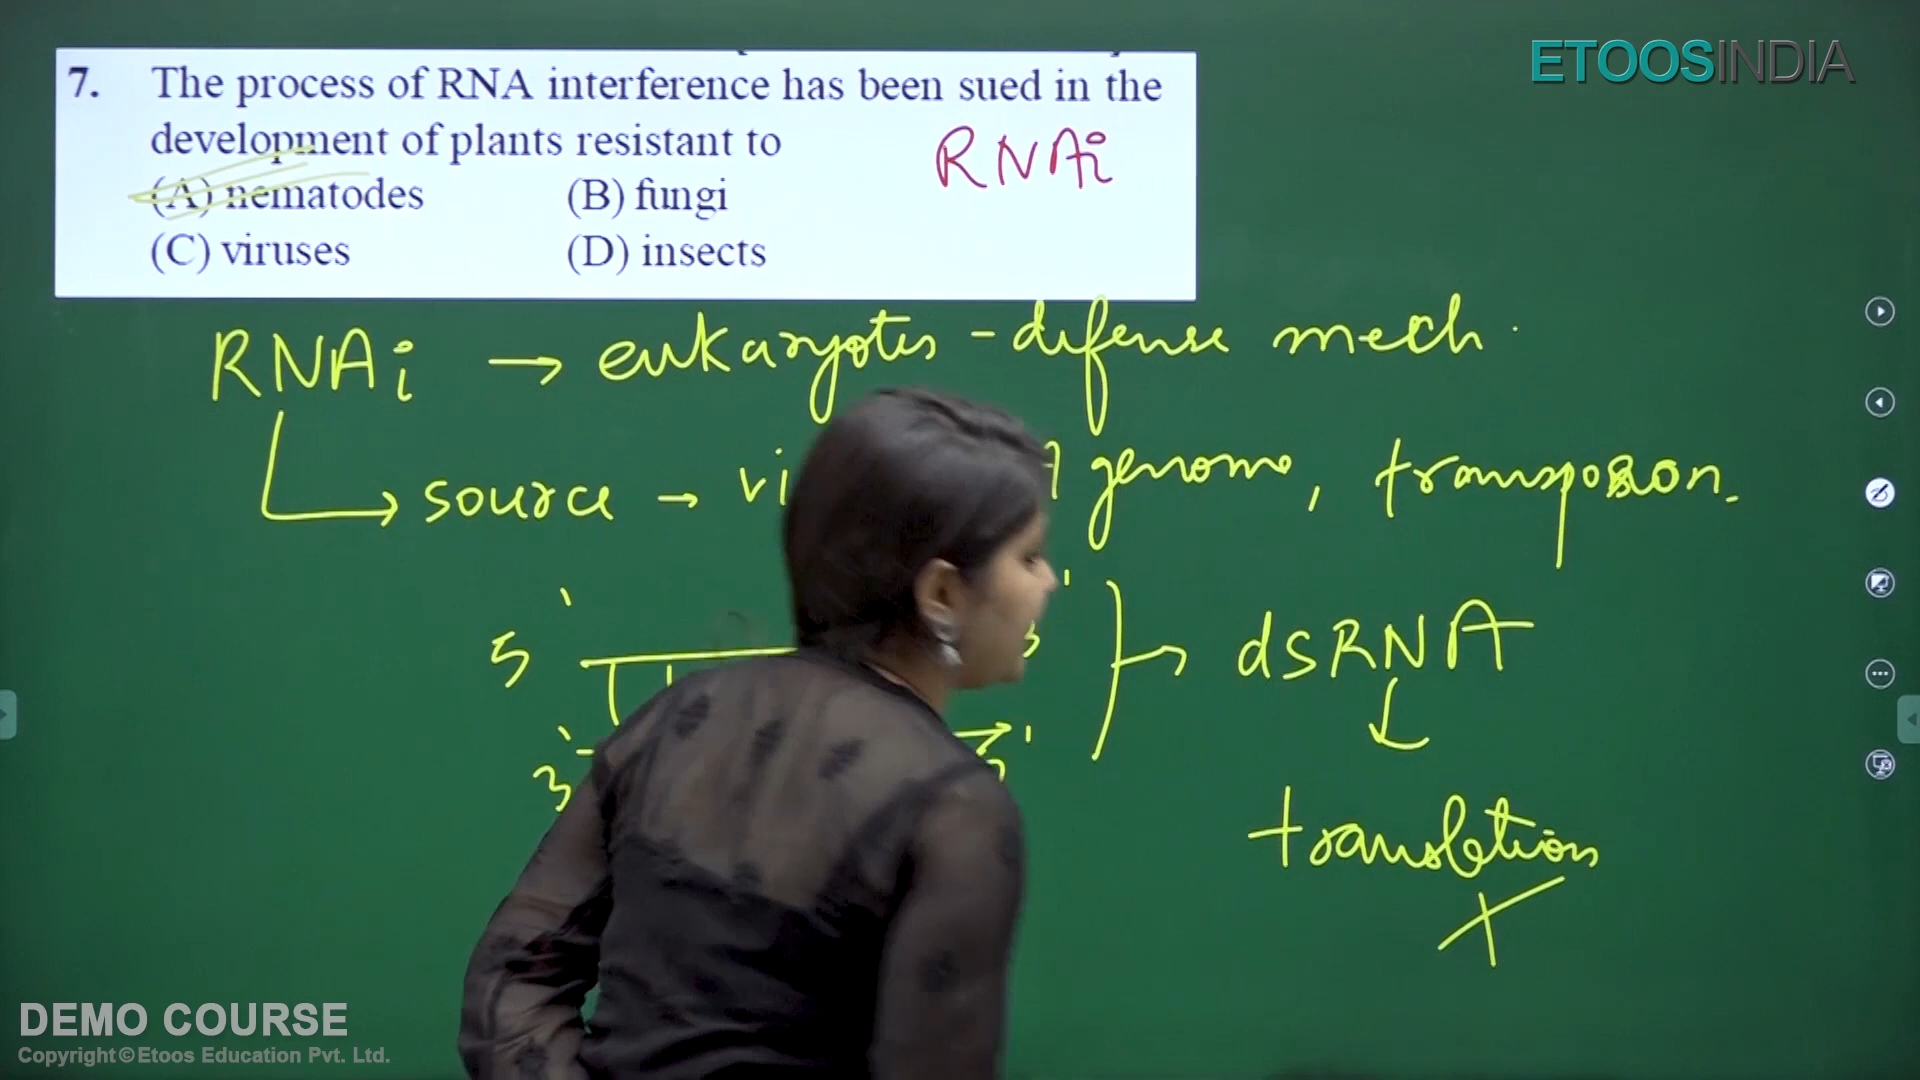 ETOOSINDIA
7. The process of RNA interference has been sued in the
development of plants resistant to
RNAi
(A) nematodes (B) fungi
(C) viruses (D) insects
RNAi → eukaryotes - defense mech.
source → genome, transposon.
5' 3'
dsRNA
3'
translation
X
DEMO COURSE
Copyright © Etoos Education Pvt. Ltd.